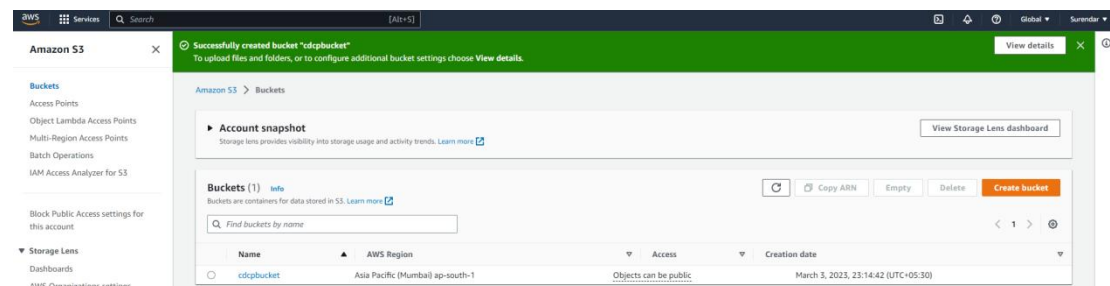 aws Services Search [Alt+S] Global Surendar
Amazon S3
Successfully created bucket "cdcpbucket"
To upload files and folders, or to configure additional bucket settings choose View details.
View details
Buckets
Access Points
Object Lambda Access Points
Multi-Region Access Points
Batch Operations
IAM Access Analyzer for S3
Block Public Access settings for
this account
Storage Lens
Dashboards
AWS Organizations settings
Amazon S3 > Buckets
Account snapshot
Storage lens provides visibility into storage usage and activity trends. Learn more
View Storage Lens dashboard
Buckets (1) Info
Buckets are containers for data stored in S3. Learn more
Copy ARN Empty Delete Create bucket
Find buckets by name
1
Name AWS Region Access Creation date
cdcpbucket Asia Pacific (Mumbai) ap-south-1 Objects can be public March 3, 2023, 23:14:42 (UTC+05:30)